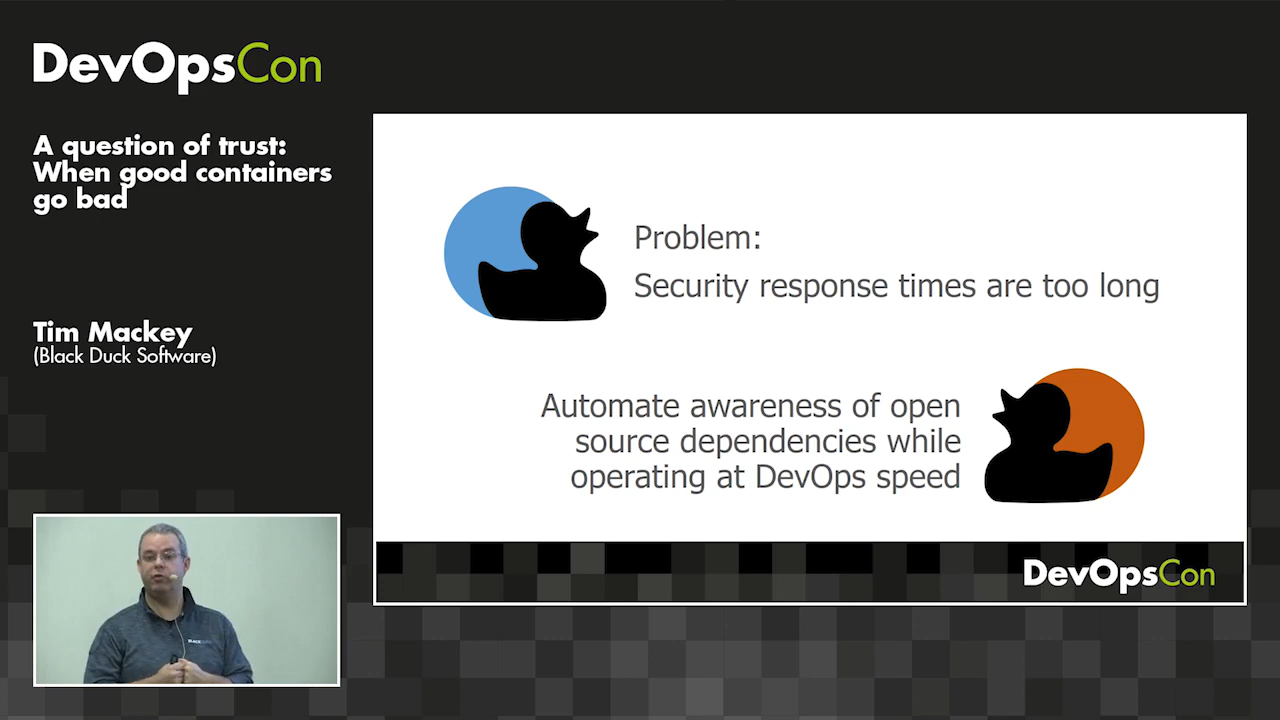 DevOpsCon
A question of trust:
When good containers
go bad
Tim Mackey
(Black Duck Software)
Problem:
Security response times are too long
Automate awareness of open
source dependencies while
operating at DevOps speed
DevOpsCon
BLACK